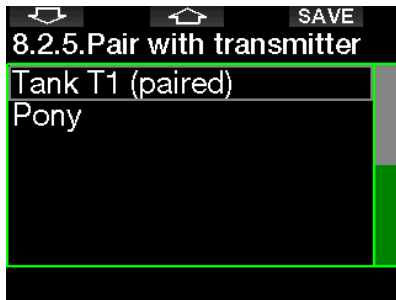 SAVE
8.2.5.Pair with transmitter
Tank T1 (paired)
Pony